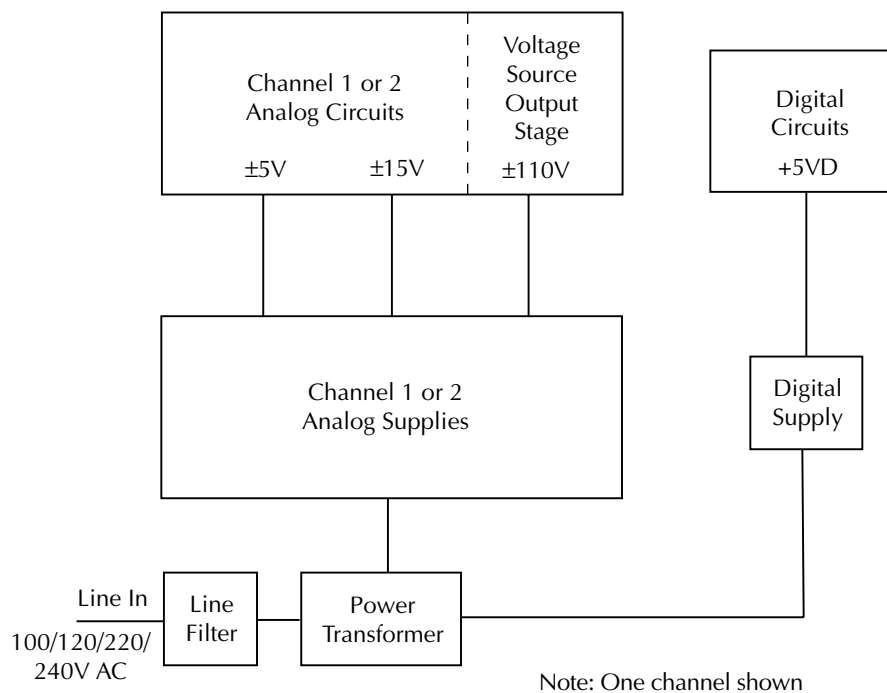 Channel 1 or 2
Analog Circuits
±5V
±15V
Voltage
Source
Output
Stage
±110V
Digital
Circuits
+5VD
Channel 1 or 2
Analog Supplies
Digital
Supply
Line In
100/120/220/
240V AC
Line
Filter
Power
Transformer
Note: One channel shown